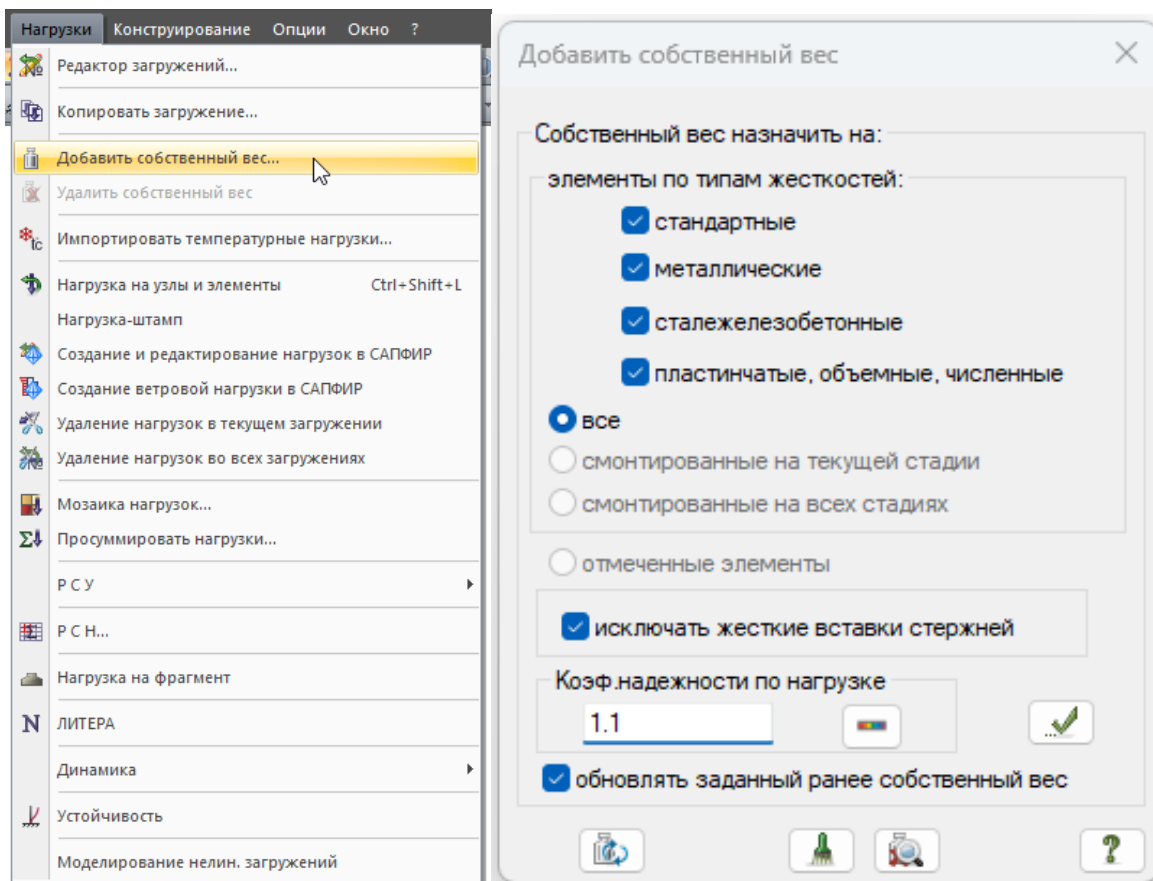 Нагрузки Конструирование Опции Окно ?
Редактор загружений...
Копировать загружение...
Добавить собственный вес...
Удалить собственный вес
Импортировать температурные нагрузки...
Нагрузка на узлы и элементы Ctrl+Shift+L
Нагрузка-штамп
Создание и редактирование нагрузок в САПФИР
Создание ветровой нагрузки в САПФИР
Удаление нагрузок в текущем загружении
Удаление нагрузок во всех загружениях
Мозаика нагрузок...
Просуммировать нагрузки...
Р С У
Р С Н...
Нагрузка на фрагмент
N ЛИТЕРА
Динамика
Устойчивость
Моделирование нелин. загружений
Добавить собственный вес
Собственный вес назначить на:
элементы по типам жесткостей:
стандартные
металлические
сталежелезобетонные
пластинчатые, объемные, численные
все
смонтированные на текущей стадии
смонтированные на всех стадиях
отмеченные элементы
исключать жесткие вставки стержней
Коэф.надежности по нагрузке
1.1
обновлять заданный ранее собственный вес
?